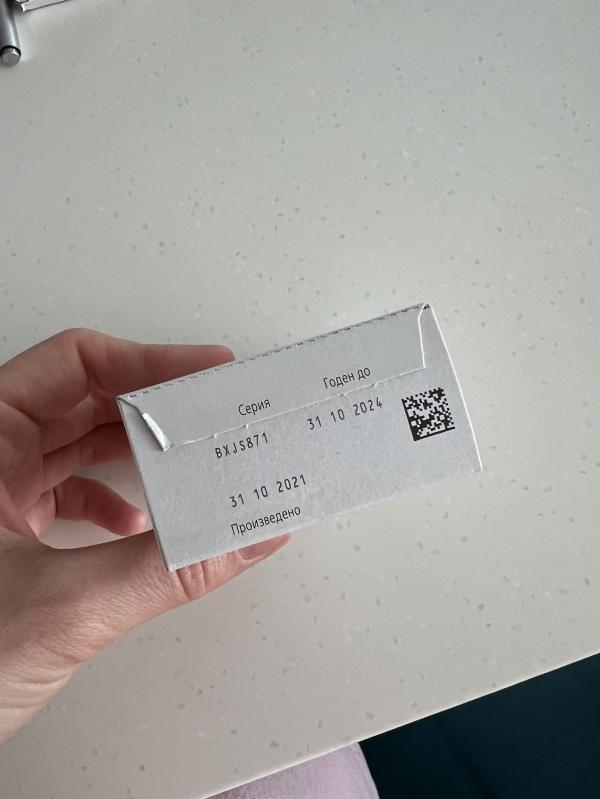 Серия Годен до
BXJS871 31 10 2024
31 10 2021
Произведено